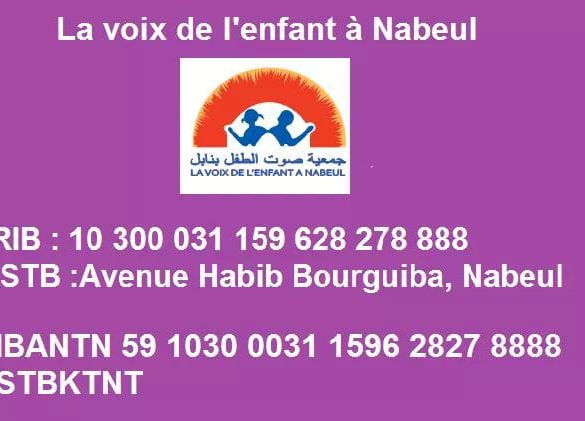 La voix de l'enfant à Nabeul
جمعية صوت الطفل بنابل
LA VOIX DE L'ENFANT A NABEUL
RIB : 10 300 031 159 628 278 888
STB :Avenue Habib Bourguiba, Nabeul
IBANTN 59 1030 0031 1596 2827 8888
STBKTNT